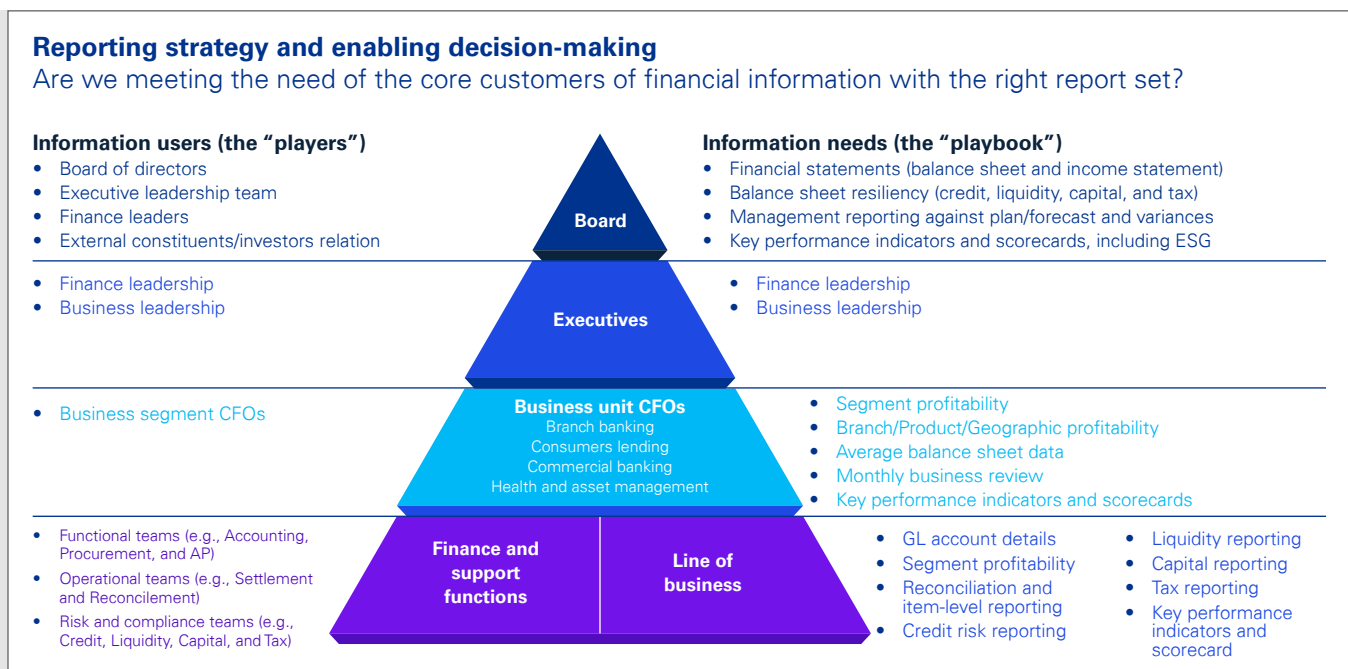 Reporting strategy and enabling decision-making
Are we meeting the need of the core customers of financial information with the right report set?
Information users (the “players”)
• Board of directors
• Executive leadership team
• Finance leaders
• External constituents/investors relation
Board
Information needs (the “playbook”)
• Financial statements (balance sheet and income statement)
• Balance sheet resiliency (credit, liquidity, capital, and tax)
• Management reporting against plan/forecast and variances
• Key performance indicators and scorecards, including ESG
• Finance leadership
• Business leadership
Executives
• Finance leadership
• Business leadership
• Business segment CFOs
Business unit CFOs
Branch banking
Consumers lending
Commercial banking
Health and asset management
• Segment profitability
• Branch/Product/Geographic profitability
• Average balance sheet data
• Monthly business review
• Key performance indicators and scorecards
• Functional teams (e.g., Accounting,
Procurement, and AP)
• Operational teams (e.g., Settlement
and Reconcilement)
• Risk and compliance teams (e.g.,
Credit, Liquidity, Capital, and Tax)
Finance and
support
functions
Line of
business
• GL account details
• Segment profitability
• Reconciliation and
item-level reporting
• Credit risk reporting
• Liquidity reporting
• Capital reporting
• Tax reporting
• Key performance
indicators and
scorecard